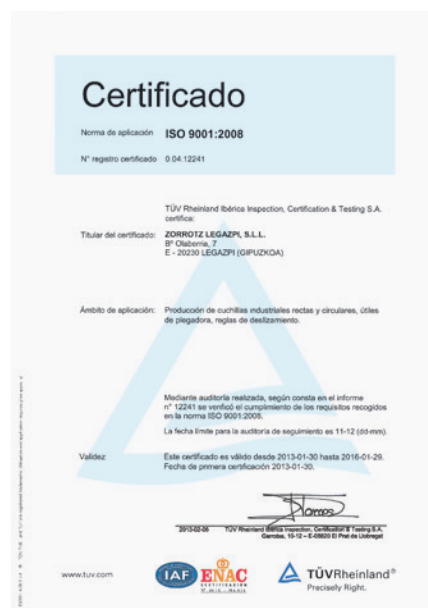 Certificado
Norma de aplicación ISO 9001:2008
N° registro certificado 0.04.12241
TÜV Rheinland Ibérica Inspection, Certification & Testing S.A.
certifica:
Titular del certificado: ZORROTZ LEGAZPI, S.L.L.
Bº Olaberria, 7
E - 20230 LEGAZPI (GIPUZKOA)
Ámbito de aplicación: Producción de cuchillas industriales rectas y circulares, útiles
de plegadora, reglas de deslizamiento.
Mediante auditoría realizada, según consta en el informe
n° 12241 se verificó el cumplimiento de los requisitos recogidos
en la norma ISO 9001:2008.
La fecha límite para la auditoría de seguimiento es 11-12 (dd-mm).
Validez: Este certificado es válido desde 2013-01-30 hasta 2016-01-29.
Fecha de primera certificación 2013-01-30.
2013-02-06 TÜV Rheinland Ibérica Inspection, Certification & Testing S.A.
Garrotxa, 10-12 – E-08820 El Prat de Llobregat
www.tuv.com
IAF
ENAC
CERTIFICACIÓN
TÜVRheinland®
Precisely Right.